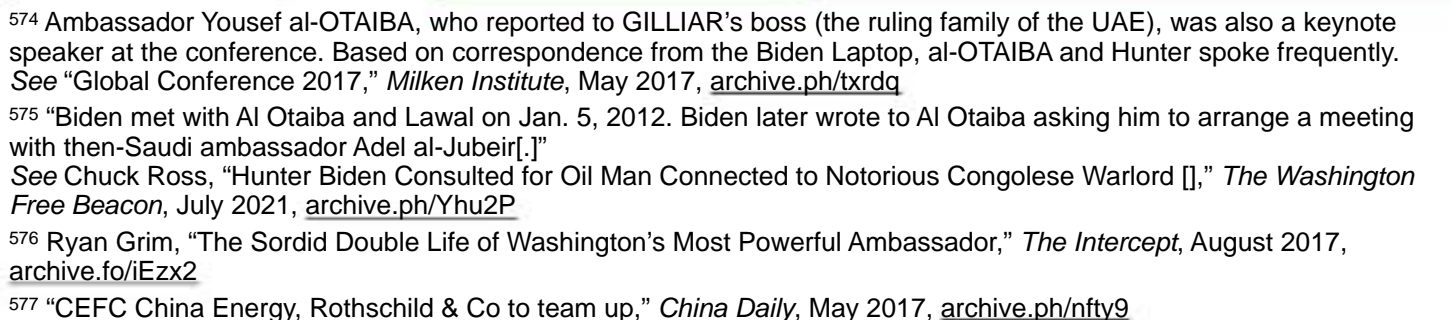 574 Ambassador Yousef al-OTAIBA, who reported to GILLIAR’s boss (the ruling family of the UAE), was also a keynote
speaker at the conference. Based on correspondence from the Biden Laptop, al-OTAIBA and Hunter spoke frequently.
See “Global Conference 2017,” Milken Institute, May 2017, archive.ph/txrdq
575 “Biden met with Al Otaiba and Lawal on Jan. 5, 2012. Biden later wrote to Al Otaiba asking him to arrange a meeting
with then-Saudi ambassador Adel al-Jubeir[.]”
See Chuck Ross, “Hunter Biden Consulted for Oil Man Connected to Notorious Congolese Warlord [],” The Washington
Free Beacon, July 2021, archive.ph/Yhu2P
576 Ryan Grim, “The Sordid Double Life of Washington’s Most Powerful Ambassador,” The Intercept, August 2017,
archive.fo/iEzx2
577 “CEFC China Energy, Rothschild & Co to team up,” China Daily, May 2017, archive.ph/nfty9